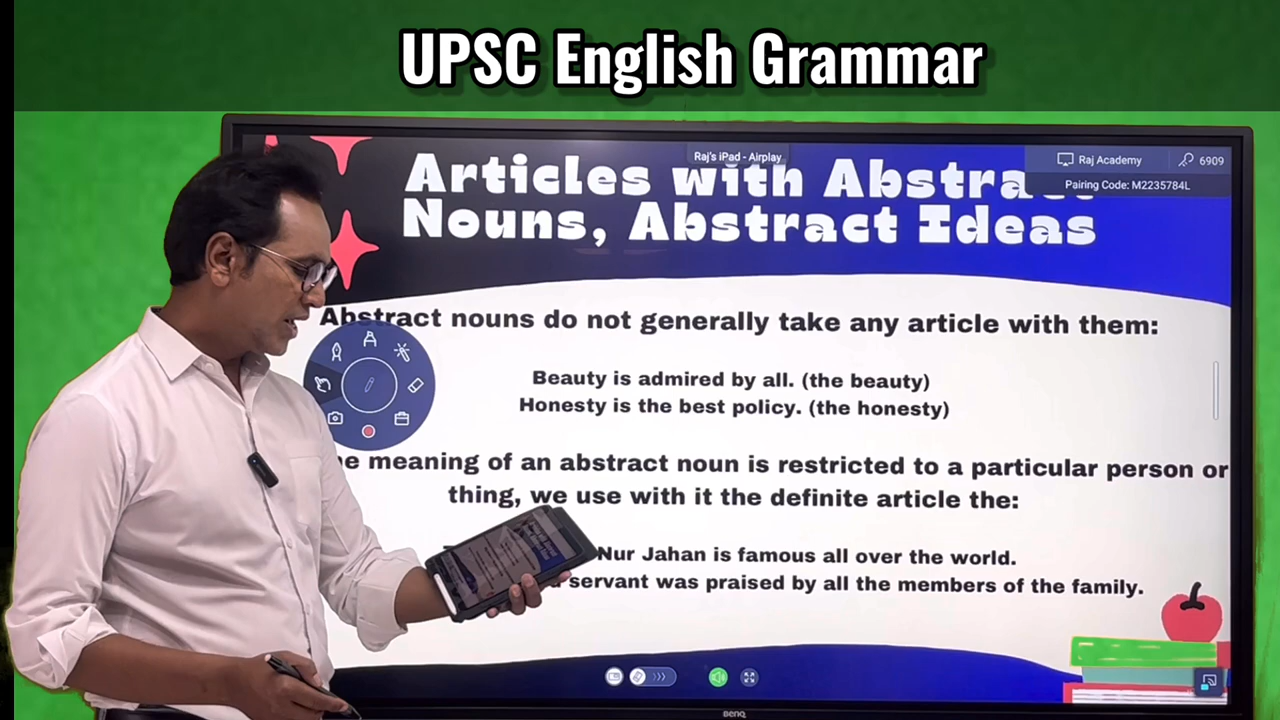 UPSC English Grammar
Raj's iPad - Airplay
Raj Academy
6909
Pairing Code: M2235784L
Articles with Abstract
Nouns, Abstract Ideas
Abstract nouns do not generally take any article with them:
Beauty is admired by all. (the beauty)
Honesty is the best policy. (the honesty)
meaning of an abstract noun is restricted to a particular person or
thing, we use with it the definite article the:
Nur Jahan is famous all over the world.
servant was praised by all the members of the family.
BenQ